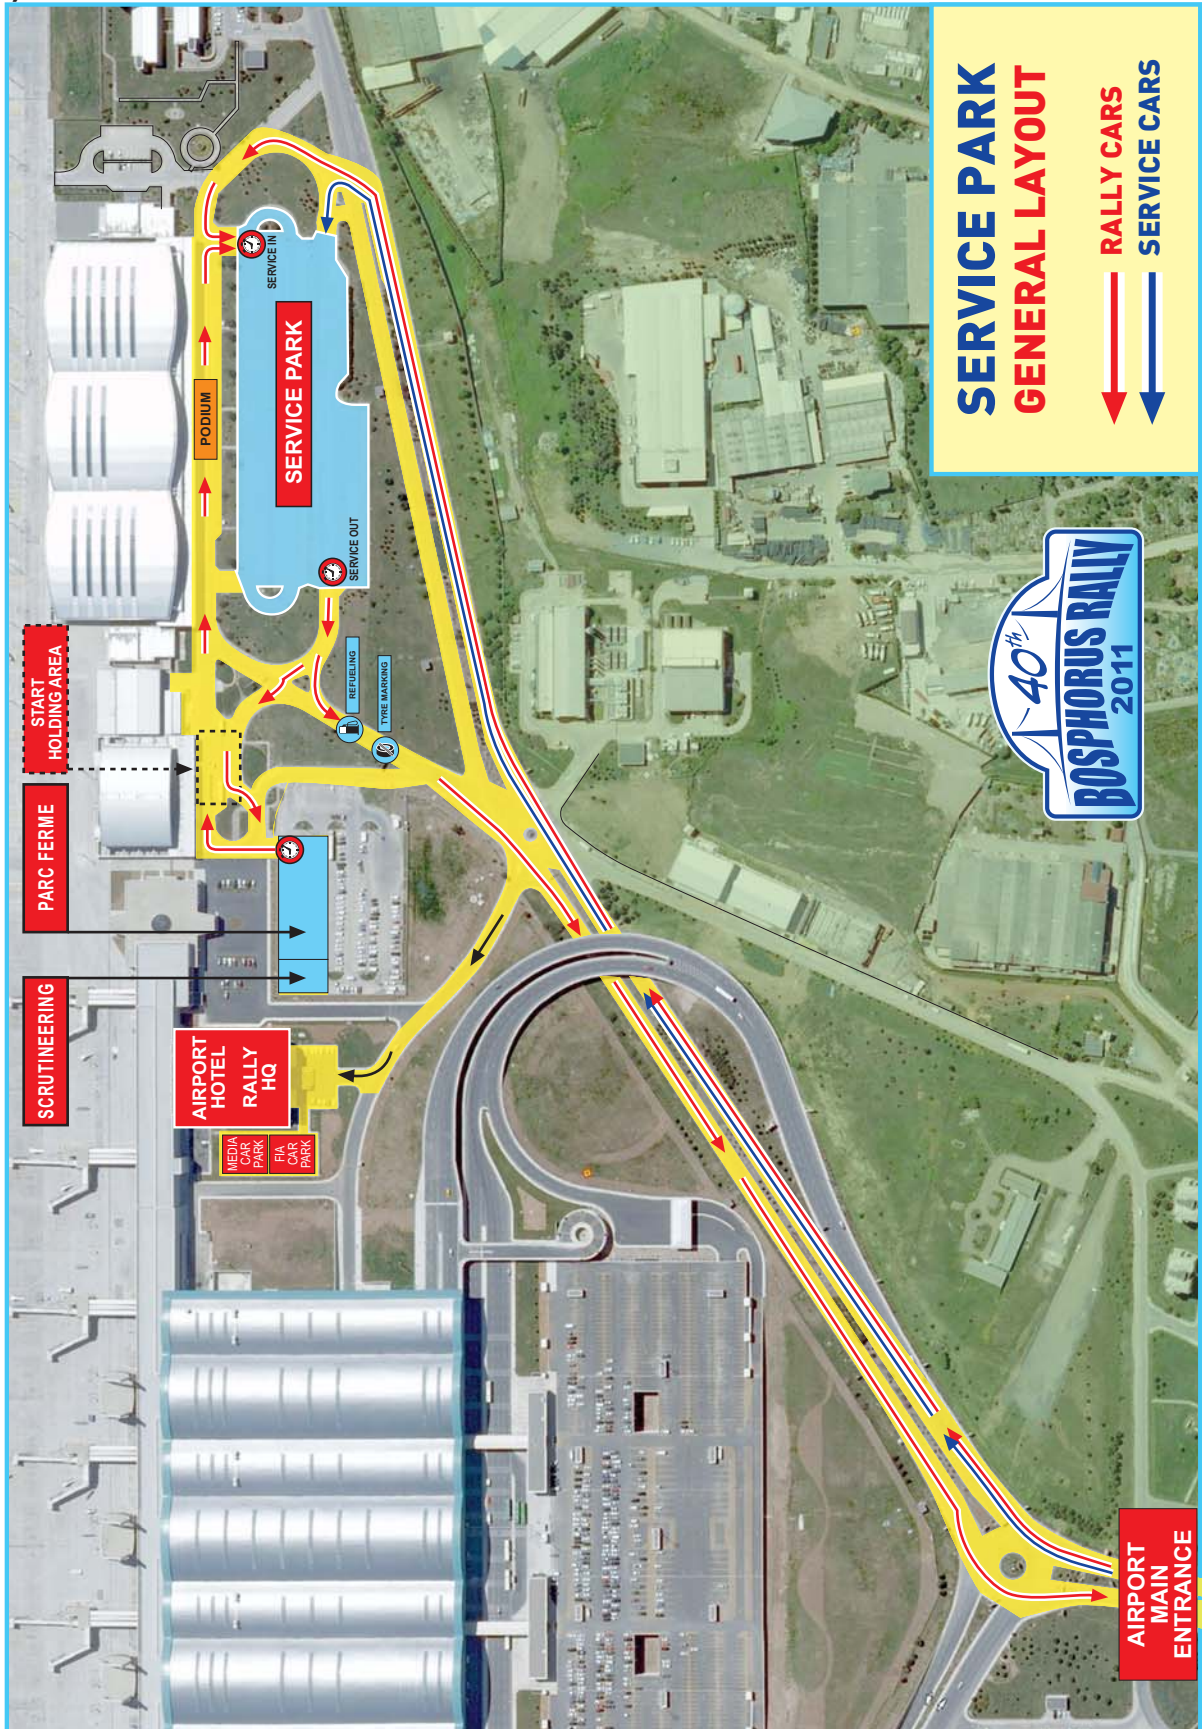 SERVICE PARK
GENERAL LAYOUT
RALLY CARS
SERVICE CARS
SCRUTINEERING
PARC FERME
START
HOLDING AREA
PODIUM
SERVICE IN
SERVICE PARK
SERVICE OUT
REFUELING
TYRE MARKING
AIRPORT
HOTEL
RALLY
HQ
MEDIA
CAR
PARK
FIA
CAR
PARK
40th
BOSPHORUS RALLY
2011
AIRPORT
MAIN
ENTRANCE